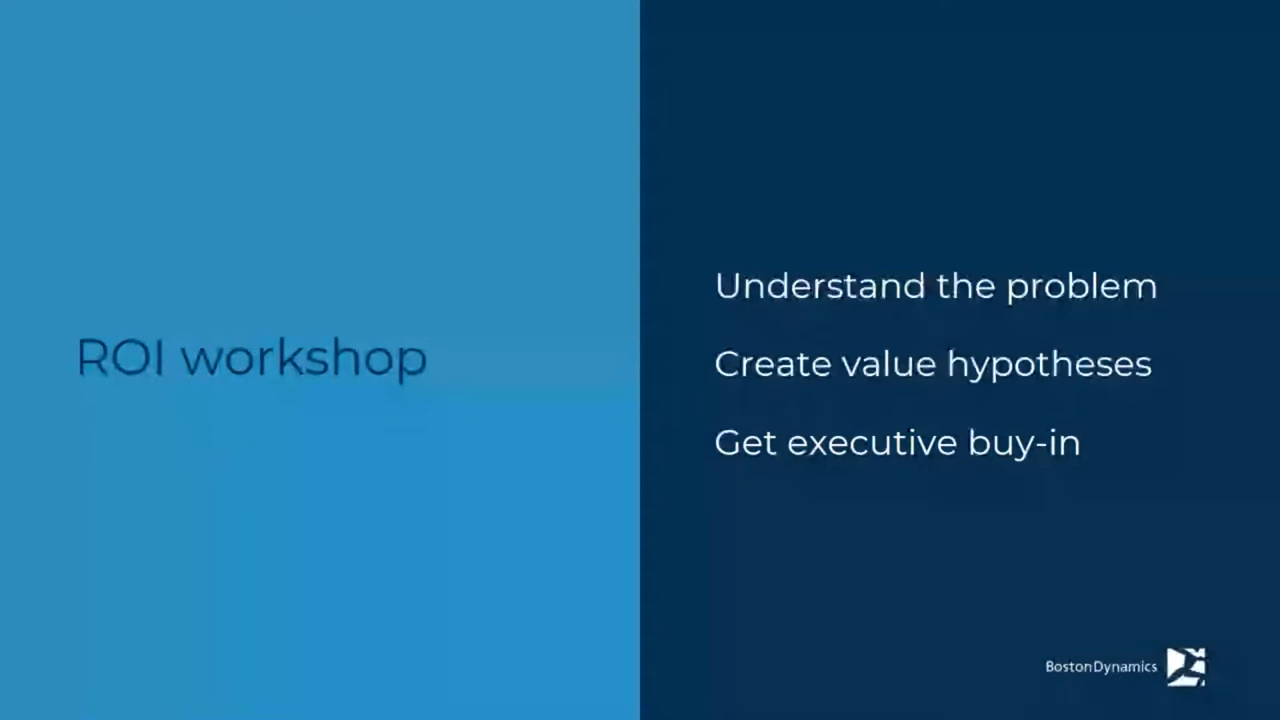 ROI workshop
Understand the problem
Create value hypotheses
Get executive buy-in
BostonDynamics